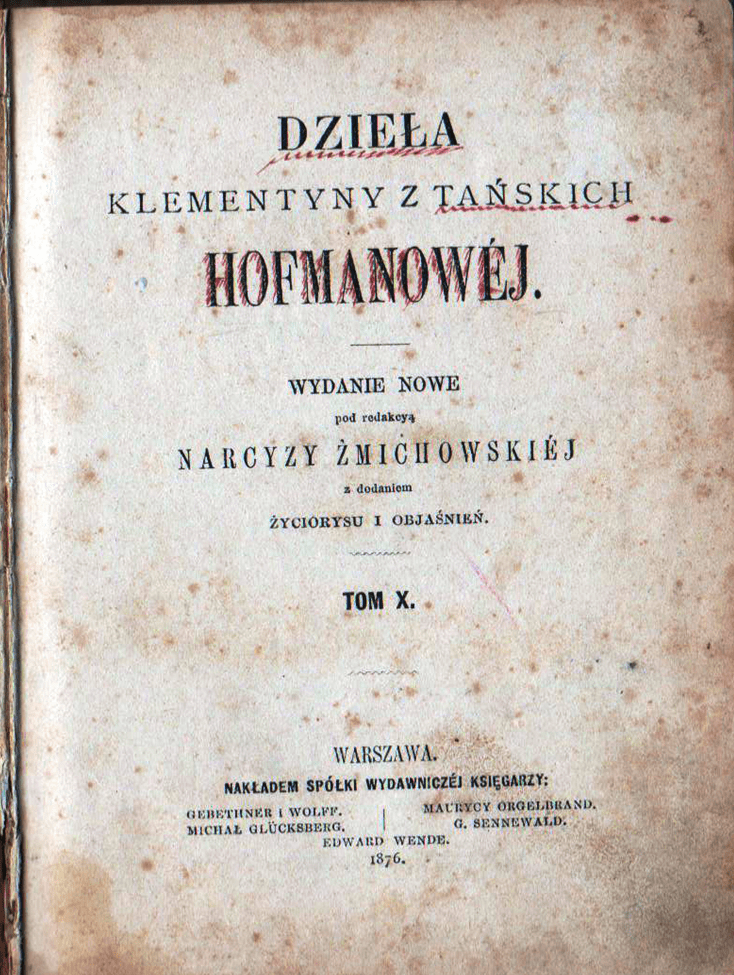 DZIEŁA
KLEMENTYNY Z TAŃSKICH
HOFMANOWÉJ.
WYDANIE NOWE
pod redakcyą
NARCYZY ŻMICHOWSKIÉJ
z dodaniem
ŻYCIORYSU I OBJAŚNIEŃ.
TOM X.
WARSZAWA.
NAKŁADEM SPÓŁKI WYDAWNICZÉJ KSIĘGARZY:
GEBETHNER I WOLFF.
MICHAŁ GLÜCKSBERG.
MAURYCY ORGELBRAND.
G. SENNEWALD.
EDWARD WENDE.
1876.